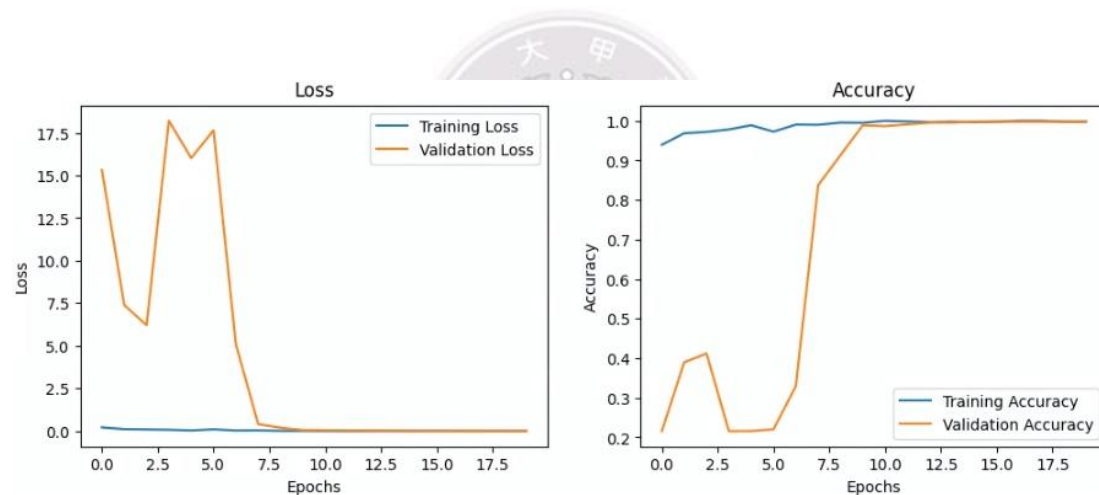 大甲
Loss
Training Loss
Validation Loss
17.5
15.0
12.5
10.0
7.5
5.0
2.5
0.0
Loss
0.0 2.5 5.0 7.5 10.0 12.5 15.0 17.5
Epochs
Accuracy
1.0
0.9
0.8
0.7
0.6
0.5
0.4
0.3
0.2
Accuracy
Training Accuracy
Validation Accuracy
0.0 2.5 5.0 7.5 10.0 12.5 15.0 17.5
Epochs